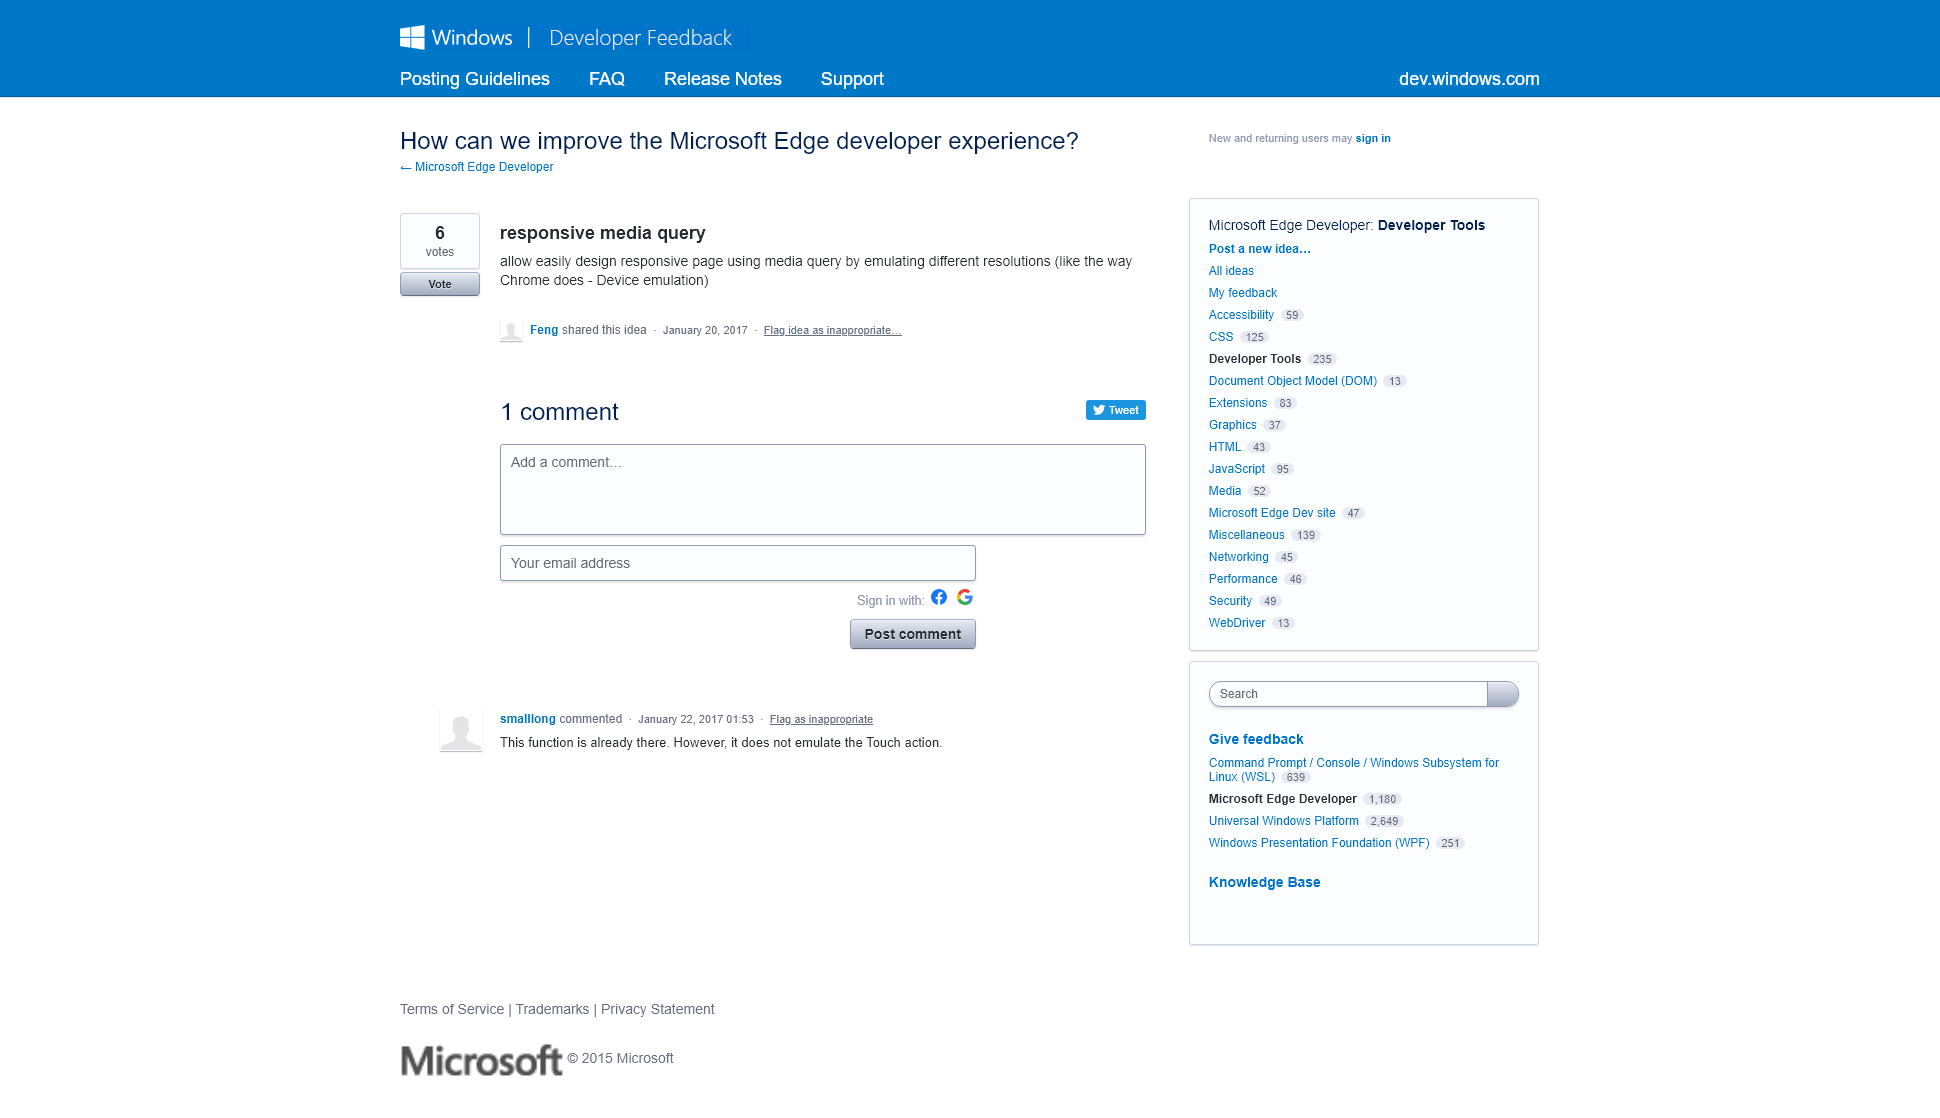 Windows | Developer Feedback
Posting Guidelines FAQ Release Notes Support dev.windows.com
How can we improve the Microsoft Edge developer experience?
← Microsoft Edge Developer
New and returning users may sign in
6
votes
Vote
responsive media query
allow easily design responsive page using media query by emulating different resolutions (like the way
Chrome does - Device emulation)
Feng shared this idea · January 20, 2017 · Flag idea as inappropriate…
1 comment
Tweet
Add a comment…
Your email address
Sign in with:
Post comment
smalllong commented · January 22, 2017 01:53 · Flag as inappropriate
This function is already there. However, it does not emulate the Touch action.
Microsoft Edge Developer: Developer Tools
Post a new idea…
All ideas
My feedback
Accessibility 59
CSS 125
Developer Tools 235
Document Object Model (DOM) 13
Extensions 83
Graphics 37
HTML 43
JavaScript 95
Media 52
Microsoft Edge Dev site 47
Miscellaneous 139
Networking 45
Performance 46
Security 49
WebDriver 13
Search
Give feedback
Command Prompt / Console / Windows Subsystem for
Linux (WSL) 639
Microsoft Edge Developer 1,180
Universal Windows Platform 2,649
Windows Presentation Foundation (WPF) 251
Knowledge Base
Terms of Service | Trademarks | Privacy Statement
Microsoft © 2015 Microsoft